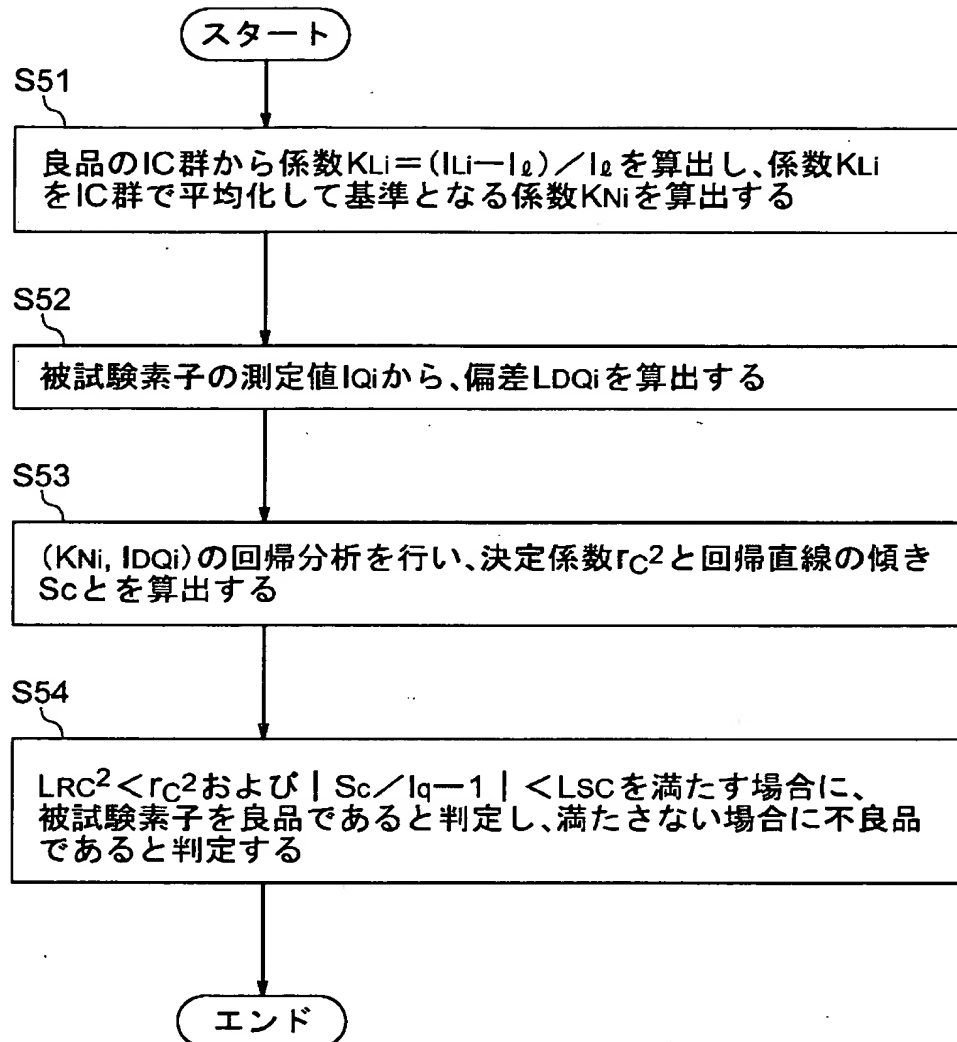 スタート
S51
良品のIC群から係数KLi=(ILi−Iℓ)／Iℓを算出し、係数KLi
をIC群で平均化して基準となる係数KNiを算出する
S52
被試験素子の測定値IQiから、偏差LDQiを算出する
S53
(KNi, IDQi)の回帰分析を行い、決定係数rC²と回帰直線の傾き
Scとを算出する
S54
LRC²<rC²および｜Sc／Iq−1｜<LSCを満たす場合に、
被試験素子を良品であると判定し、満たさない場合に不良品
であると判定する
エンド